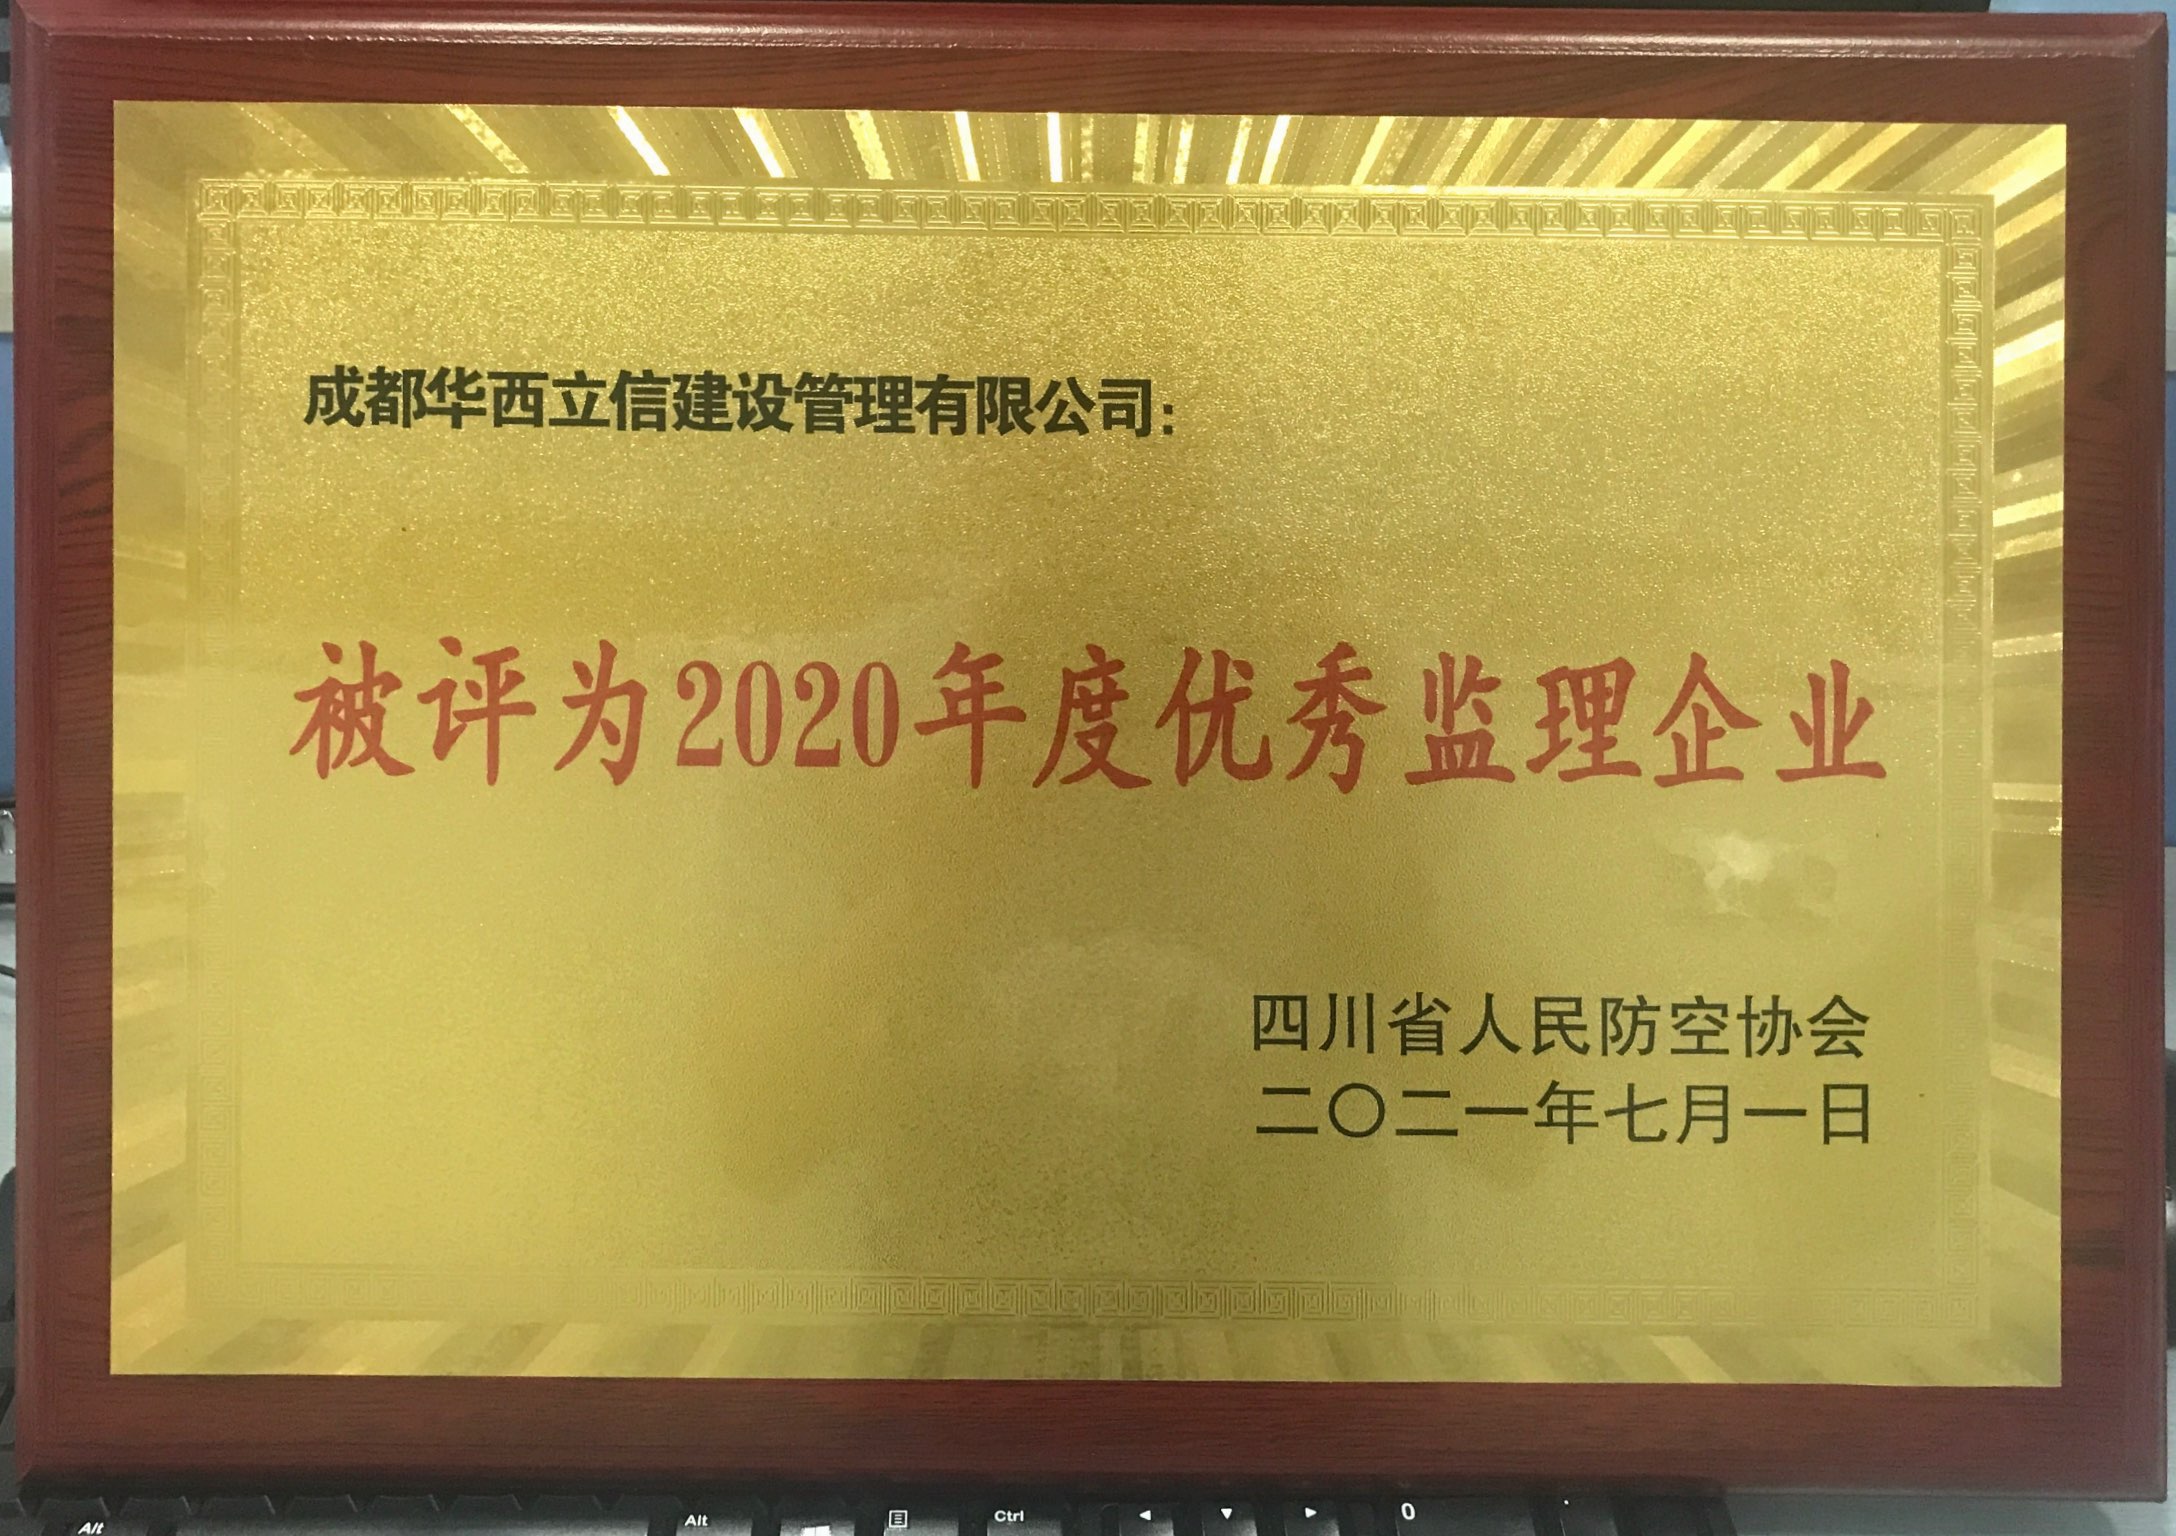 成都华西立信建设管理有限公司：
被评为2020年度优秀监理企业
四川省人民防空协会
二〇二一年七月一日
Alt Alt Ctrl 0 .